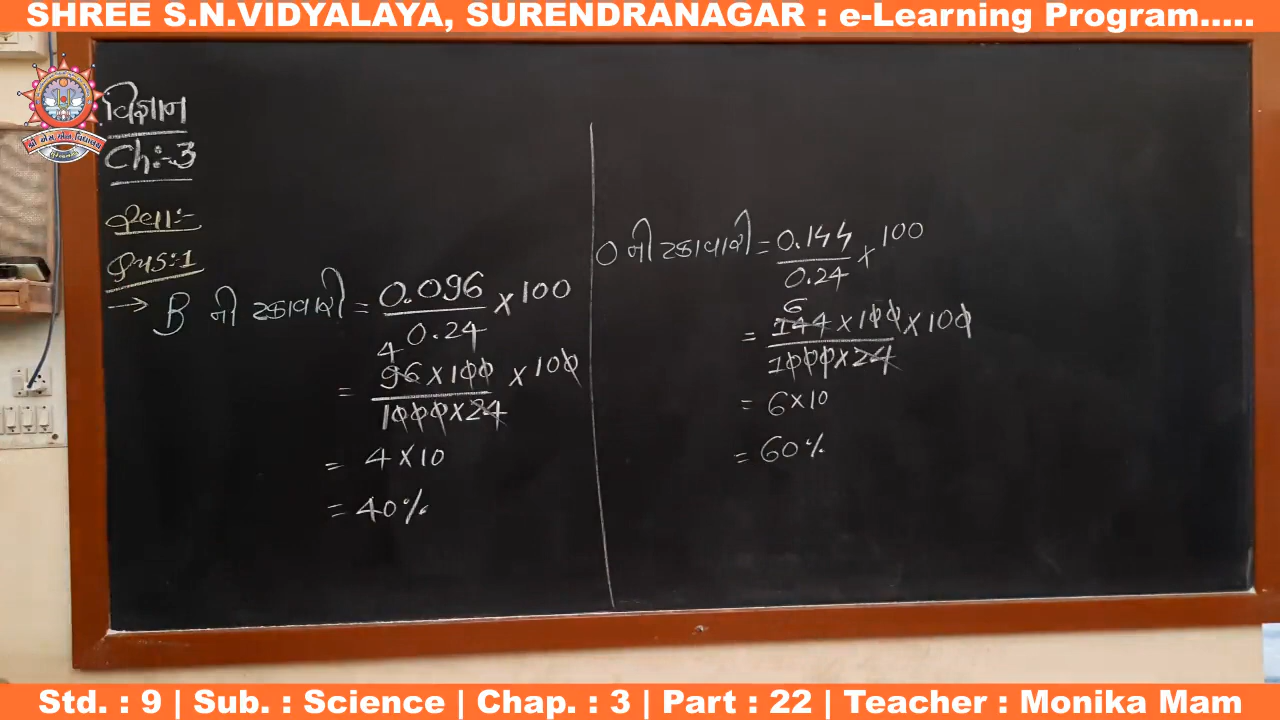 SHREE S.N.VIDYALAYA, SURENDRANAGAR : e-Learning Program.....
વિજ્ઞાન
Ch:-3
→ B ની ટકાવારી = 0.096 / 0.24 × 100
= 96 × 100 / 1000 × 24 × 100
4
= 4 × 10
= 40%
O ની ટકાવારી = 0.144 / 0.24 × 100
6
= 144 × 100 / 1000 × 24 × 100
= 6 × 10
= 60%
Std. : 9 | Sub. : Science | Chap. : 3 | Part : 22 | Teacher : Monika Mam